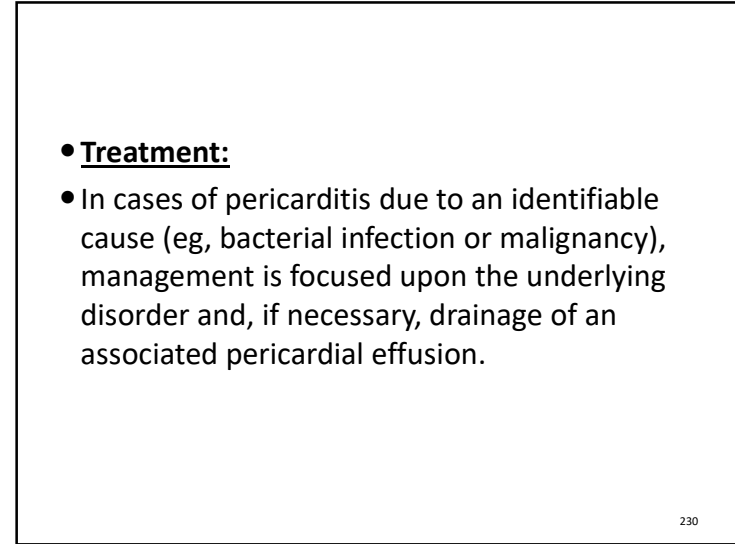 • Treatment:
• In cases of pericarditis due to an identifiable
cause (eg, bacterial infection or malignancy),
management is focused upon the underlying
disorder and, if necessary, drainage of an
associated pericardial effusion.
230